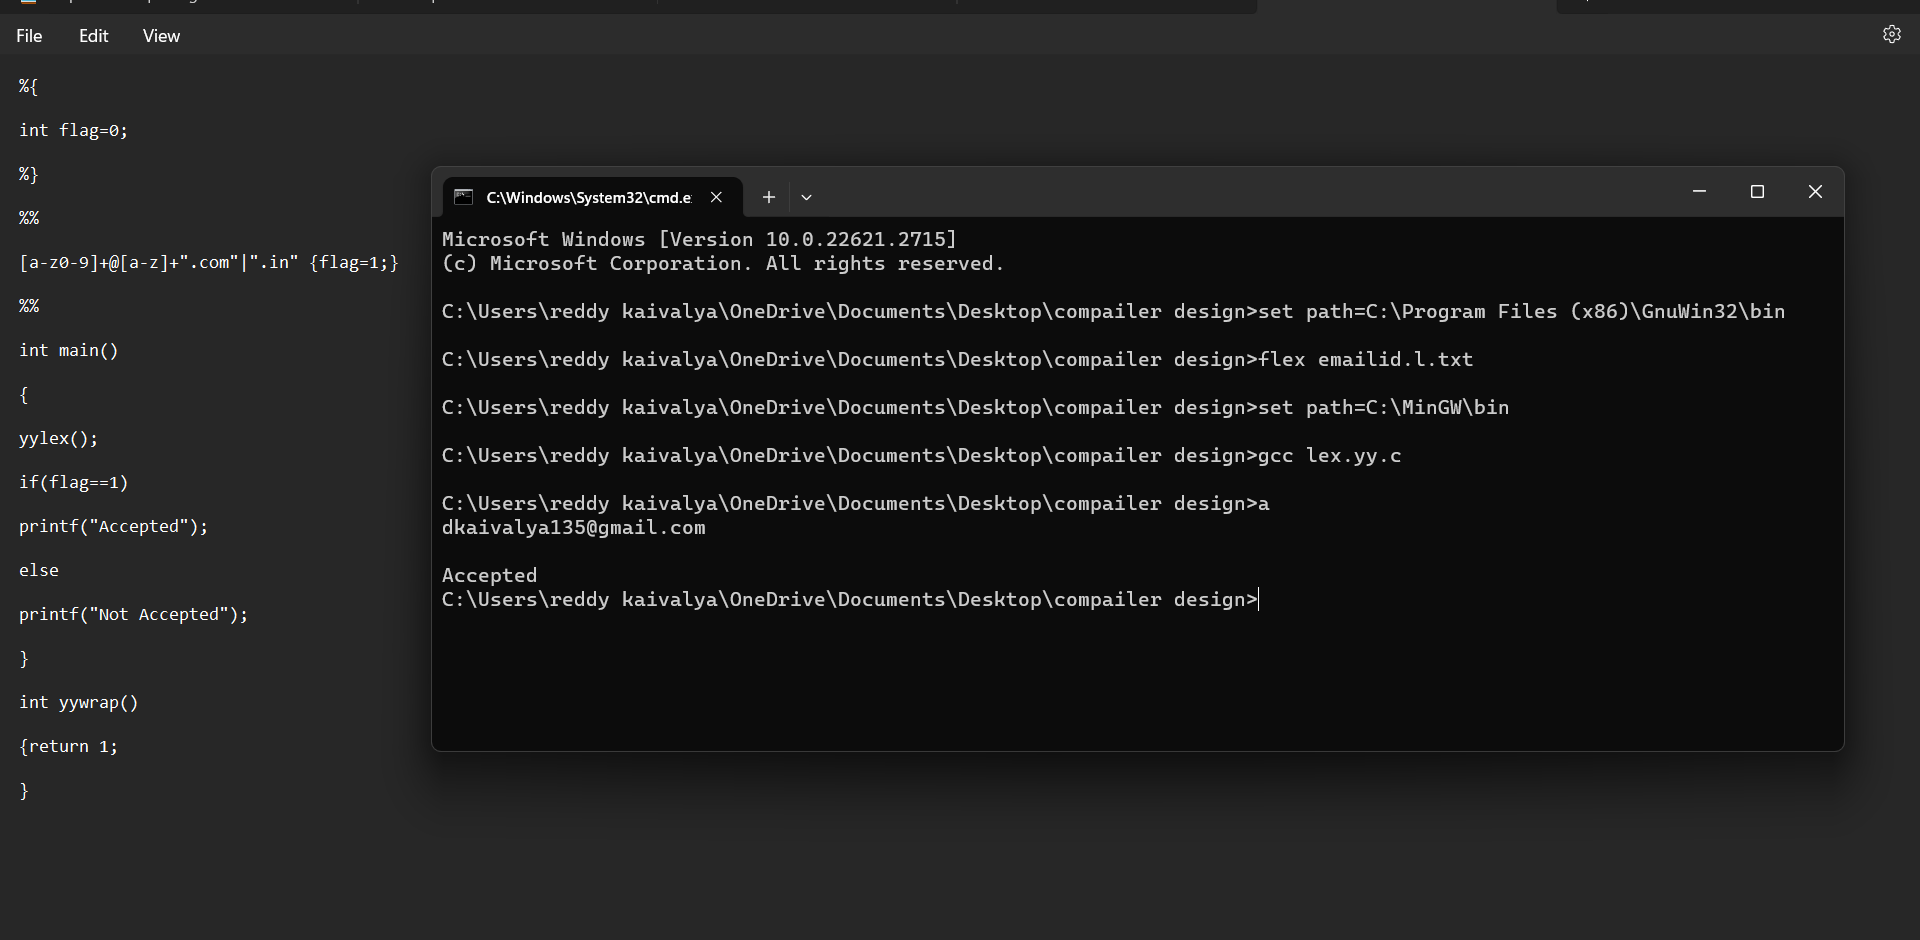 File Edit View
%{
int flag=0;
%}
%%
[a-z0-9]+@[a-z]+".com"|".in" {flag=1;}
%%
int main()
{
yylex();
if(flag==1)
printf("Accepted");
else
printf("Not Accepted");
}
int yywrap()
{return 1;
}
C:\Windows\System32\cmd.e
Microsoft Windows [Version 10.0.22621.2715]
(c) Microsoft Corporation. All rights reserved.
C:\Users\reddy kaivalya\OneDrive\Documents\Desktop\compailer design>set path=C:\Program Files (x86)\GnuWin32\bin
C:\Users\reddy kaivalya\OneDrive\Documents\Desktop\compailer design>flex emailid.l.txt
C:\Users\reddy kaivalya\OneDrive\Documents\Desktop\compailer design>set path=C:\MinGW\bin
C:\Users\reddy kaivalya\OneDrive\Documents\Desktop\compailer design>gcc lex.yy.c
C:\Users\reddy kaivalya\OneDrive\Documents\Desktop\compailer design>a
dkaivalya135@gmail.com
Accepted
C:\Users\reddy kaivalya\OneDrive\Documents\Desktop\compailer design>